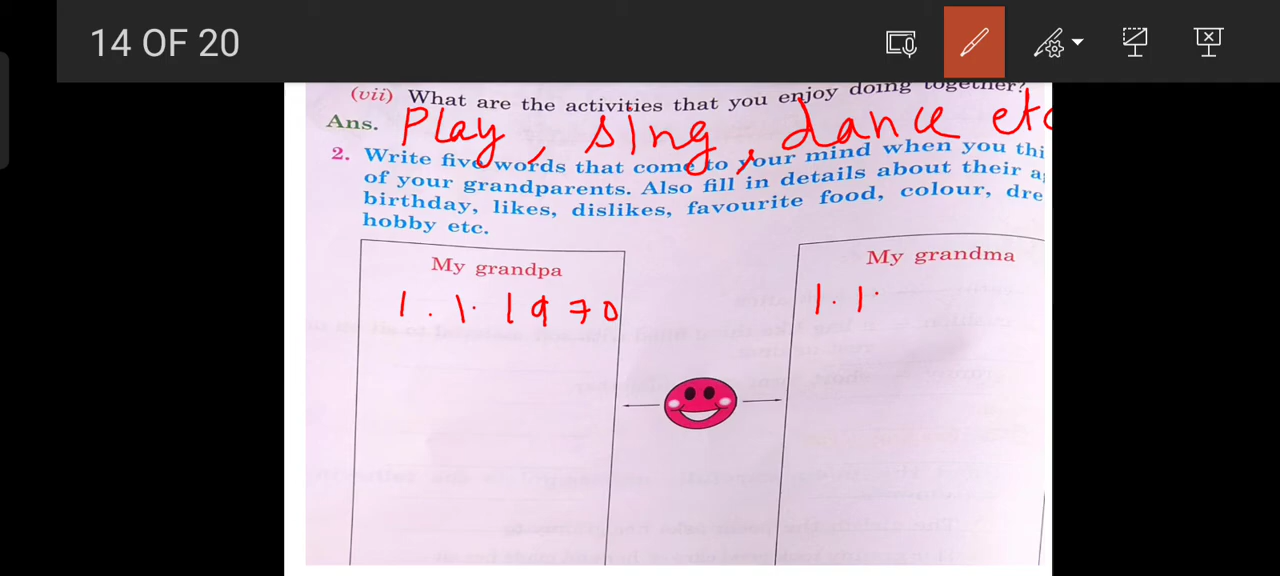 14 OF 20
(vii) What are the activities that you enjoy doing together?
Ans. Play, sing, dance etc
2. Write five words that come to your mind when you thi
of your grandparents. Also fill in details about their a
birthday, likes, dislikes, favourite food, colour, dre
hobby etc.
My grandpa
My grandma
1.1.1970
1.1.